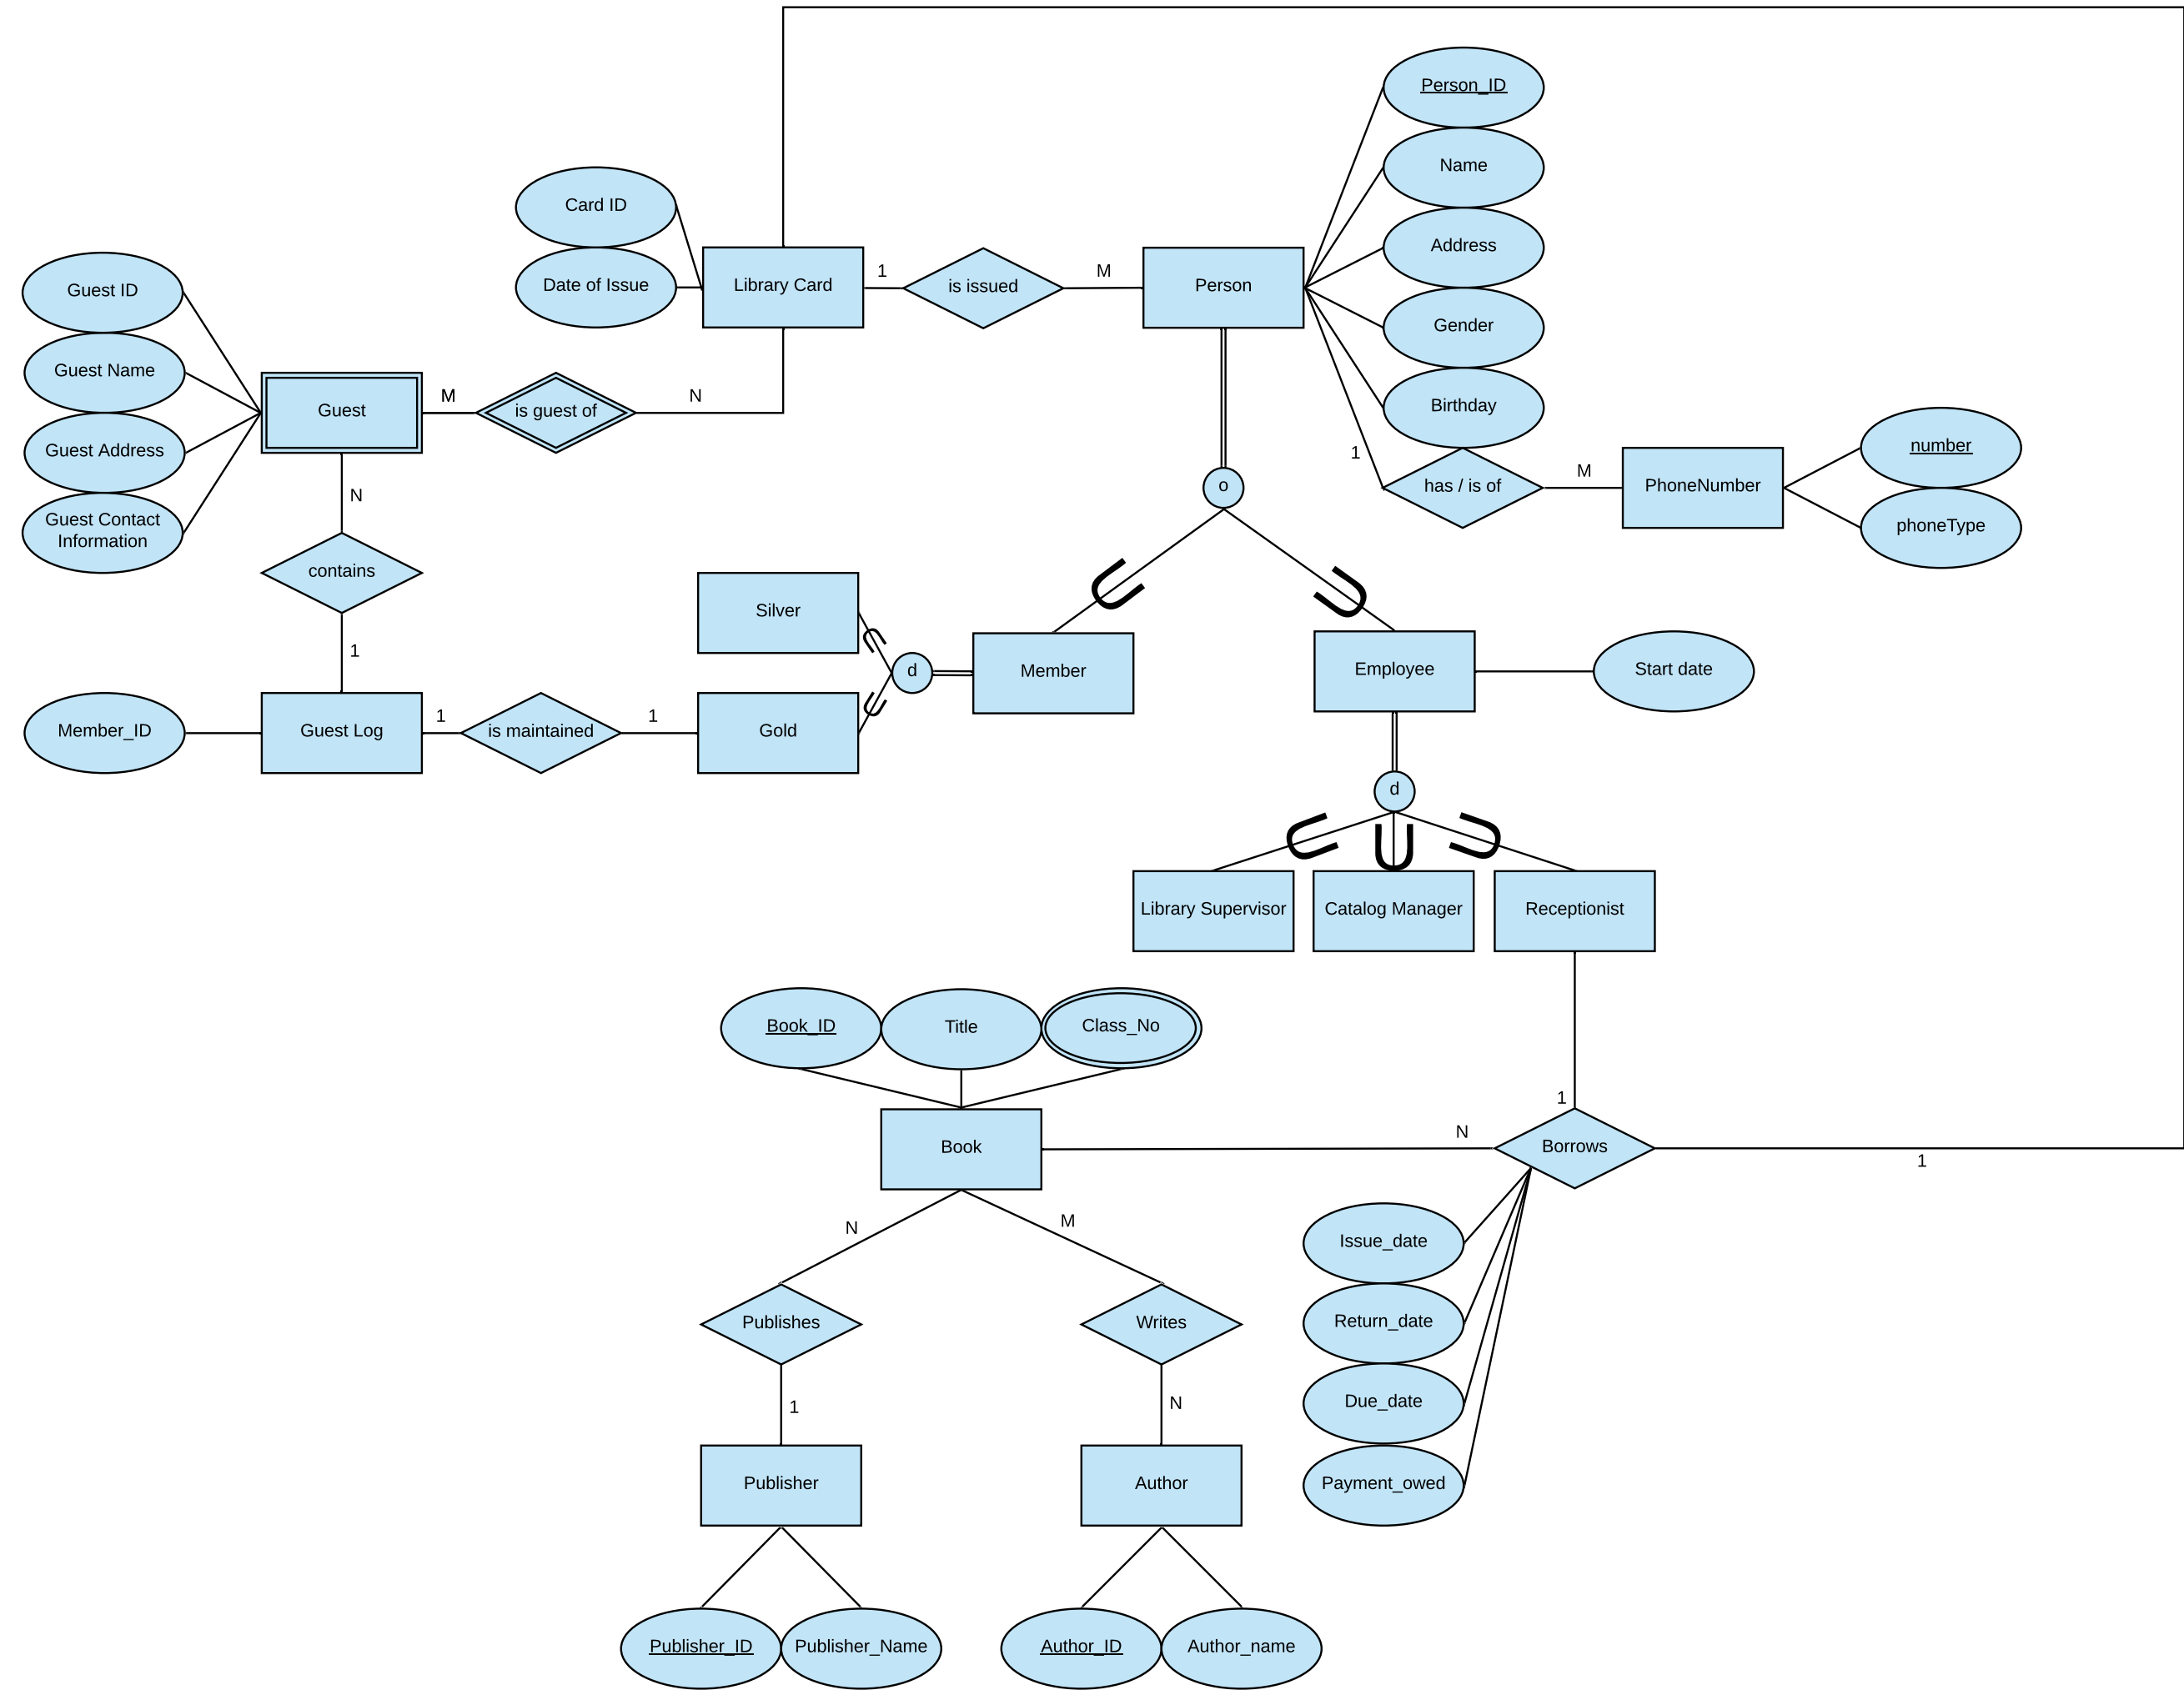 Person_ID
Name
Card ID
Address
Guest ID
Date of Issue
Library Card
1
is issued
M
Person
Gender
Guest Name
Guest
M
is guest of
N
Birthday
Guest Address
1
has / is of
M
PhoneNumber
number
phoneType
o
Guest Contact
Information
N
contains
1
Silver
d
Member
Employee
Start date
Member_ID
Guest Log
1
is maintained
1
Gold
d
Library Supervisor
Catalog Manager
Receptionist
Book_ID
Title
Class_No
1
Book
N
Borrows
1
N
M
Issue_date
Publishes
Writes
Return_date
1
N
Due_date
Publisher
Author
Payment_owed
Publisher_ID
Publisher_Name
Author_ID
Author_name